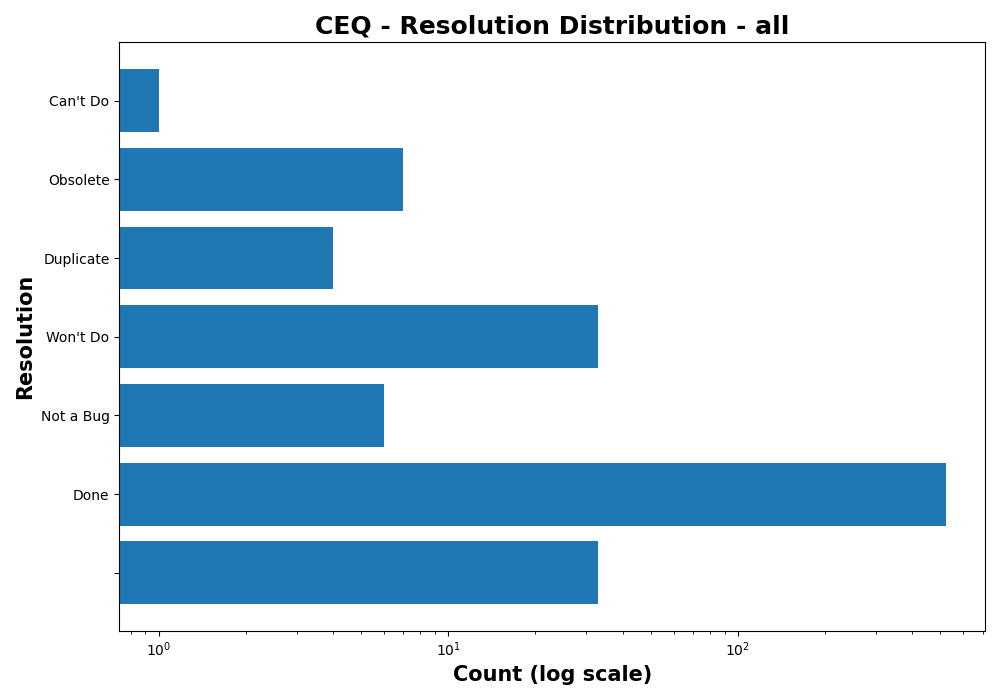 CEQ - Resolution Distribution - all
Can't Do
Obsolete
Duplicate
Won't Do
Not a Bug
Done
Resolution
10⁰ 10¹ 10²
Count (log scale)